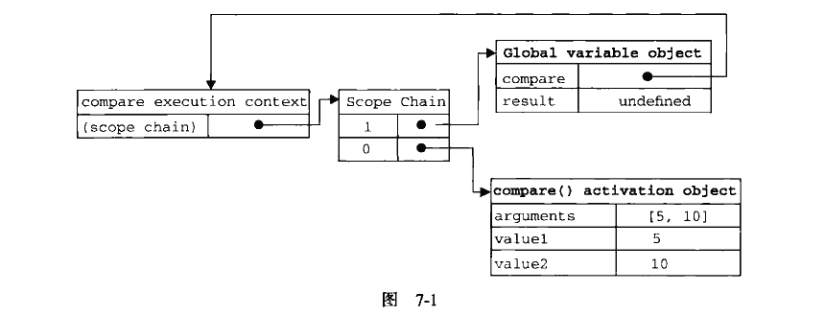 Global variable object
compare
result undefined
compare execution context
(scope chain)
Scope Chain
1
0
compare() activation object
arguments [5, 10]
value1 5
value2 10
图 7-1